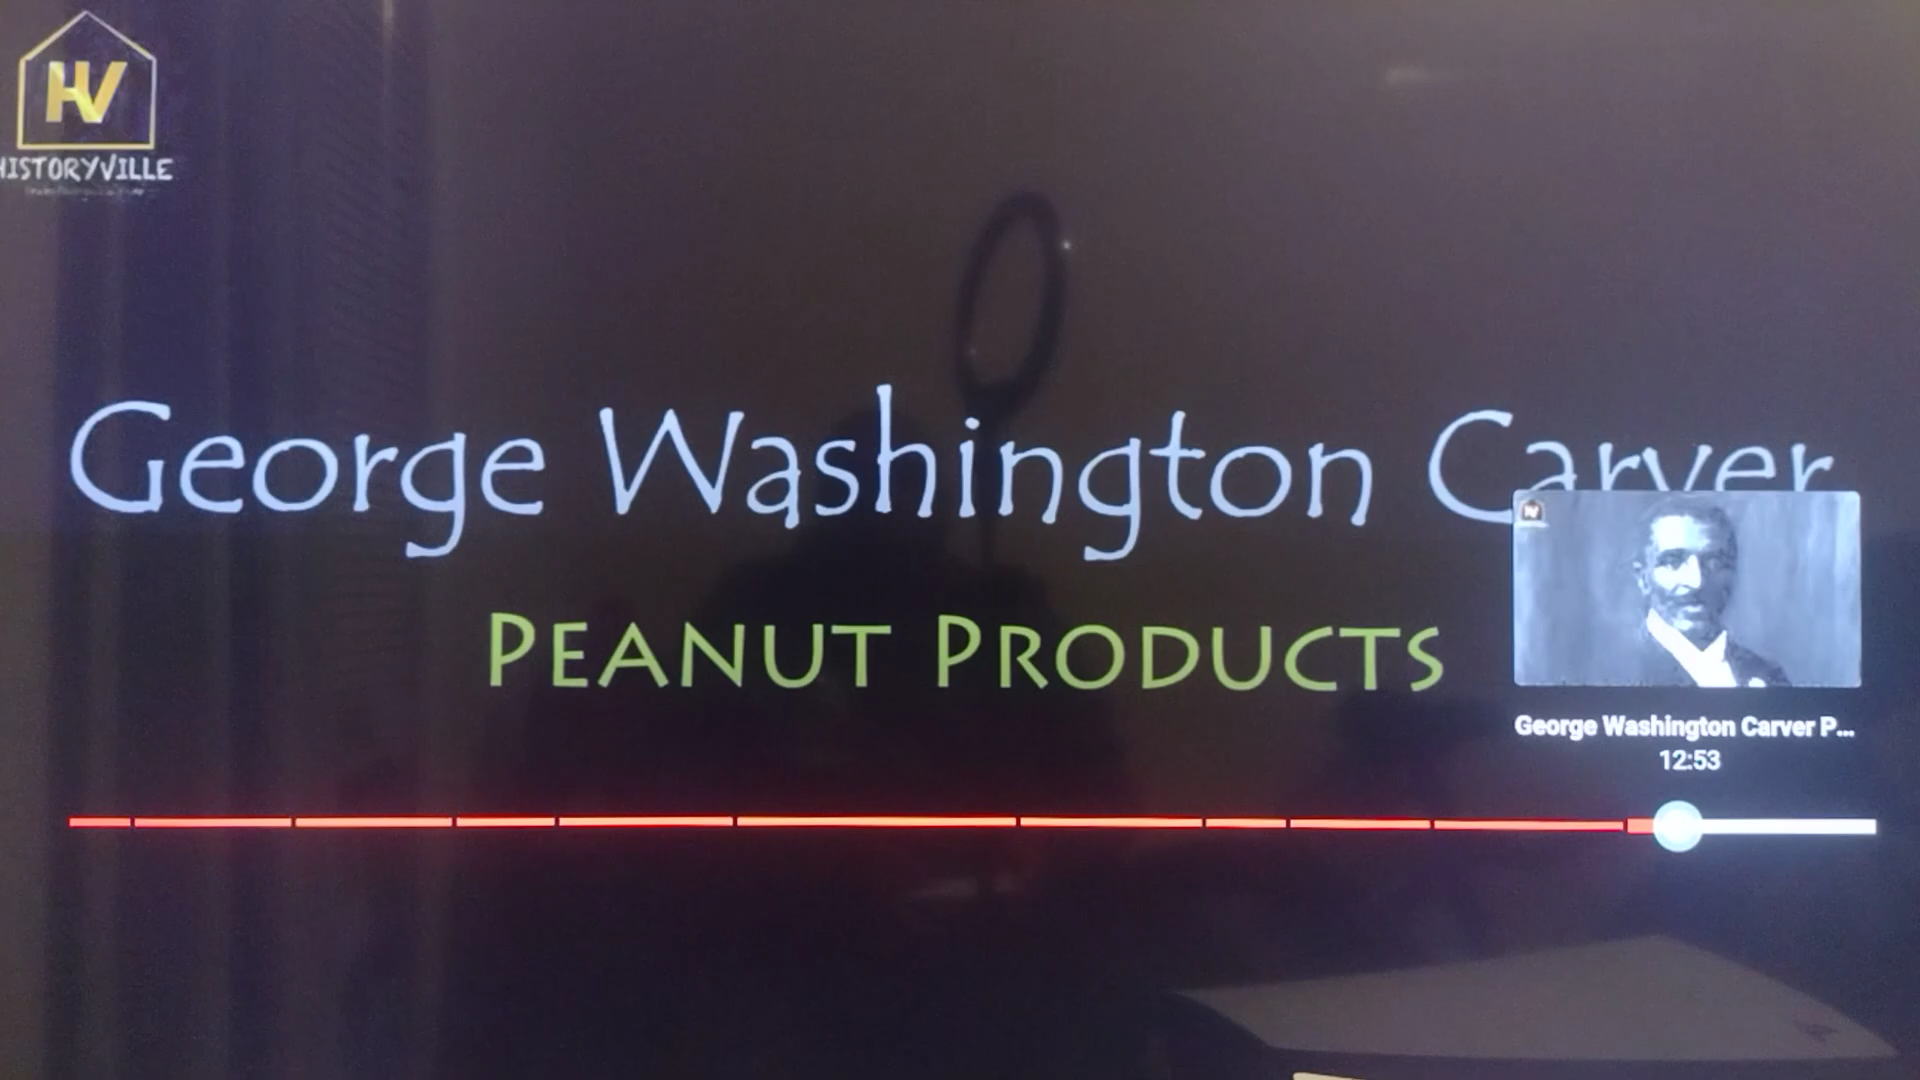 HV
HISTORYVILLE
George Washington Carver
PEANUT PRODUCTS
George Washington Carver P...
12:53